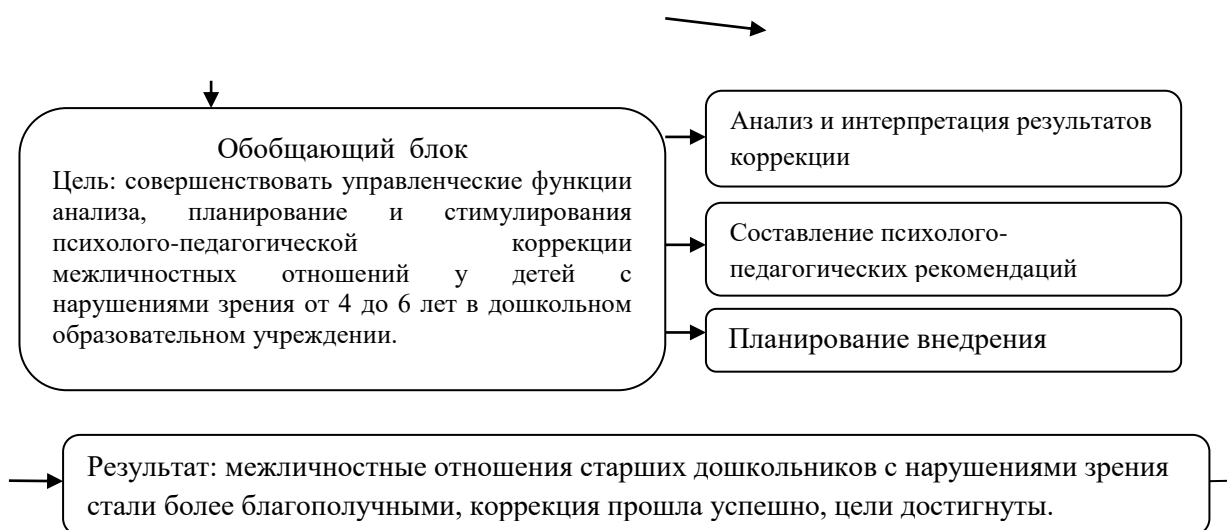 Обобщающий блок
Цель: совершенствовать управленческие функции
анализа, планирование и стимулирования
психолого-педагогической коррекции
межличностных отношений у детей с
нарушениями зрения от 4 до 6 лет в дошкольном
образовательном учреждении.
Анализ и интерпретация результатов
коррекции
Составление психолого-
педагогических рекомендаций
Планирование внедрения
Результат: межличностные отношения старших дошкольников с нарушениями зрения
стали более благополучными, коррекция прошла успешно, цели достигнуты.